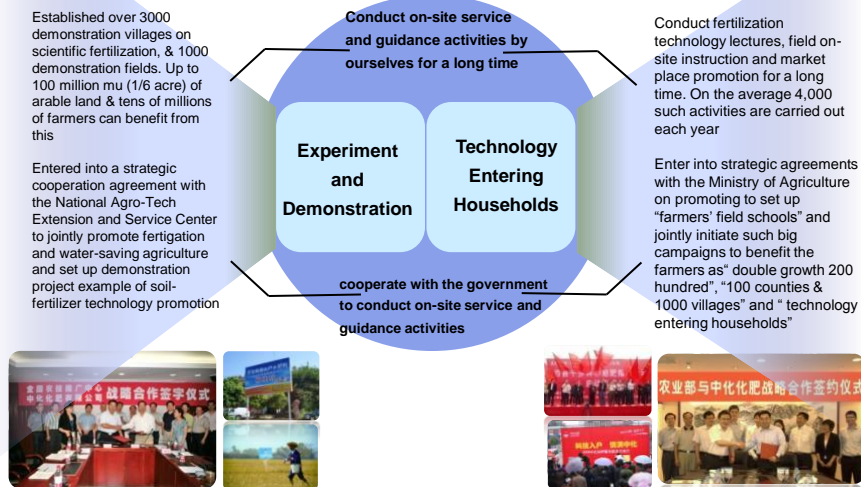 Established over 3000
demonstration villages on
scientific fertilization, & 1000
demonstration fields. Up to
100 million mu (1/6 acre) of
arable land & tens of millions
of farmers can benefit from
this
Entered into a strategic
cooperation agreement with
the National Agro-Tech
Extension and Service Center
to jointly promote fertigation
and water-saving agriculture
and set up demonstration
project example of soil-
fertilizer technology promotion
Conduct on-site service
and guidance activities by
ourselves for a long time
Experiment
and
Demonstration
Technology
Entering
Households
cooperate with the government
to conduct on-site service and
guidance activities
Conduct fertilization
technology lectures, field on-
site instruction and market
place promotion for a long
time. On the average 4,000
such activities are carried out
each year
Enter into strategic agreements
with the Ministry of Agriculture
on promoting to set up
“farmers’ field schools” and
jointly initiate such big
campaigns to benefit the
farmers as“ double growth 200
hundred”, “100 counties &
1000 villages” and “ technology
entering households”
战略合作签字仪式
科技入户
农业部与中化化肥战略合作签约仪式